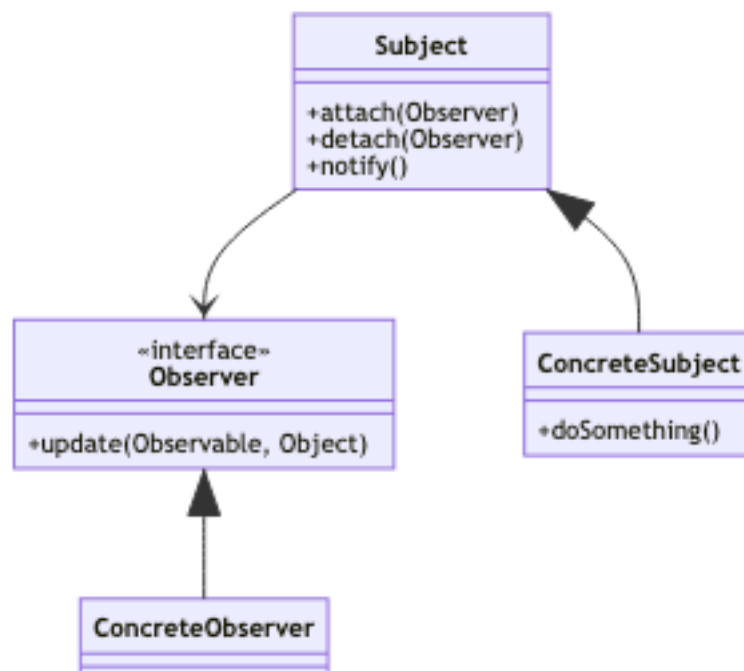 Subject
+attach(Observer)
+detach(Observer)
+notify()
«interface»
Observer
+update(Observable, Object)
ConcreteSubject
+doSomething()
ConcreteObserver